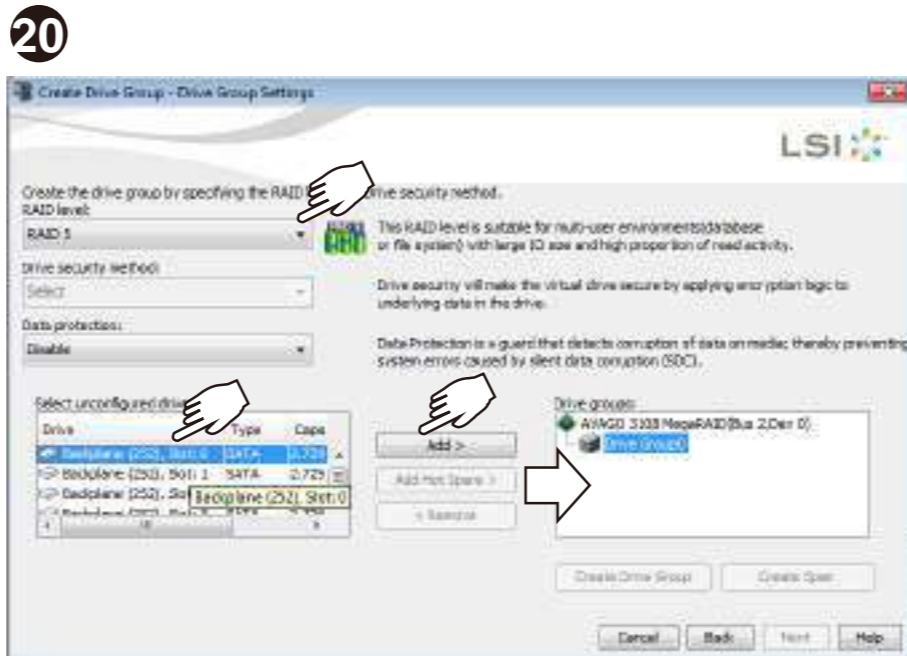 20
Create Drive Group - Drive Group Settings
LSI
Create the drive group by specifying the RAID drive security method.
RAID level:
RAID 5
This RAID level is suitable for multi-user environments(database
or file system) with large IO size and high proportion of read activity.
Drive security method:
Select
Drive security will make the virtual drive secure by applying encryption logic to
underlying data in the drive.
Data protection:
Disable
Data Protection is a guard that detects corruption of data on media; thereby preventing
system errors caused by silent data corruption (SDC).
Select unconfigured
Drive groups:
Drive Type Capa
AVAGO 3108 MegaRAID(Bus 2,Dev 0)
Drive Group0
Backplane (252), Slot: 0 SATA 2.729
Add >
Backplane (252), Slot: 1 SATA 2.729
Add Hot Spare >
Backplane (252),
Backplane (252), Slot: 0
< Remove
Create Drive Group
Create Span
Cancel
Back
Next
Help